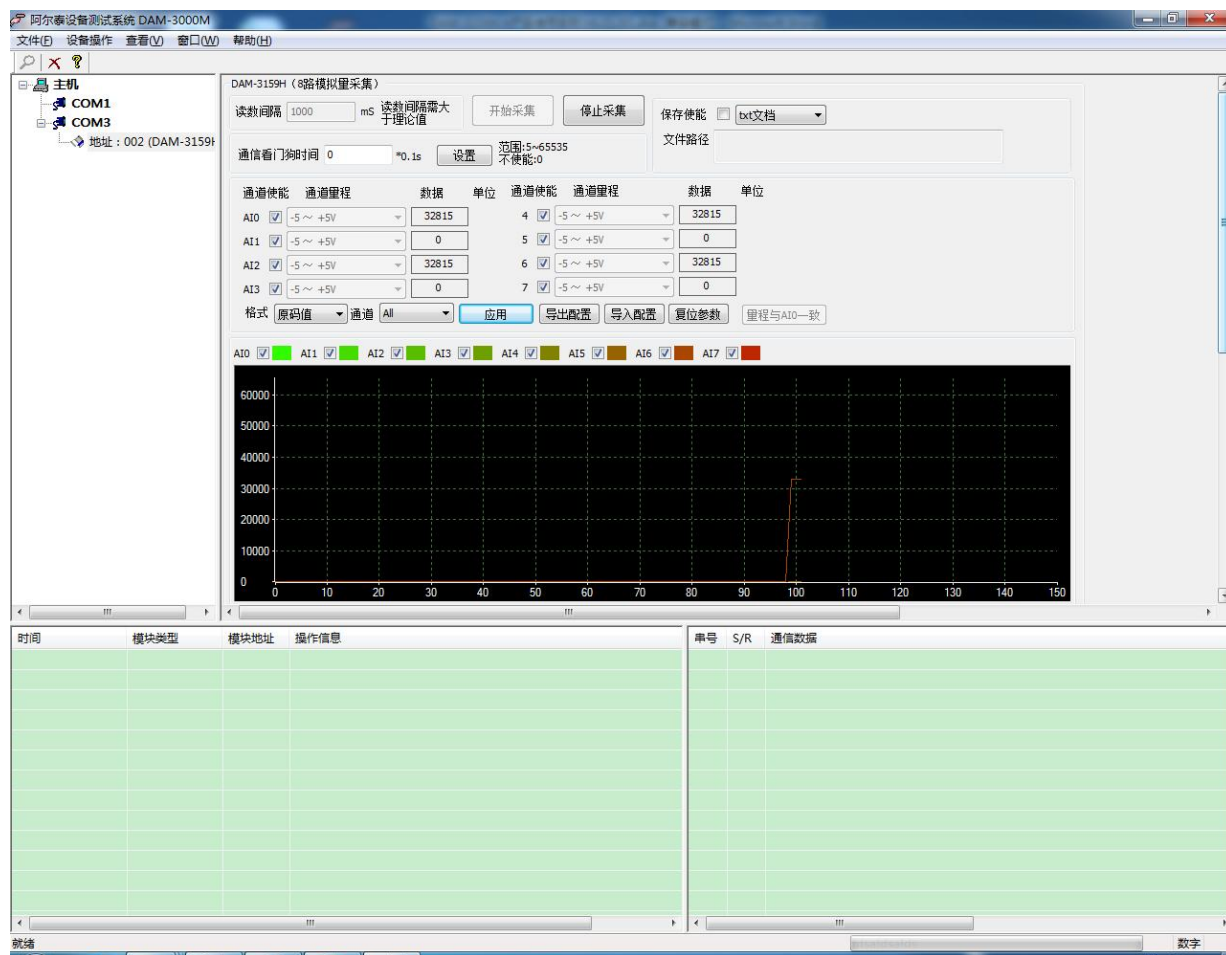 阿尔泰设备测试系统 DAM-3000M
文件(F) 设备操作 查看(V) 窗口(W) 帮助(H)
主机
COM1
COM3
地址：002 (DAM-3159H
DAM-3159H（8路模拟量采集）
读数间隔 1000 mS 读数间隔需大于理论值 开始采集 停止采集
保存使能 txt文档
文件路径
通信看门狗时间 0 *0.1s 设置 范围:5~65535
不使能:0
通道使能 通道量程 数据 单位 通道使能 通道里程 数据 单位
AI0 -5～ +5V 32815 4 -5～ +5V 32815
AI1 -5～ +5V 0 5 -5～ +5V 0
AI2 -5～ +5V 32815 6 -5～ +5V 32815
AI3 -5～ +5V 0 7 -5～ +5V 0
格式 原码值 通道 All 应用 导出配置 导入配置 复位参数 里程与AI0一致
AI0 AI1 AI2 AI3 AI4 AI5 AI6 AI7
60000
50000
40000
30000
20000
10000
0
0 10 20 30 40 50 60 70 80 90 100 110 120 130 140 150
时间 模块类型 模块地址 操作信息
串号 S/R 通信数据
就绪
数字